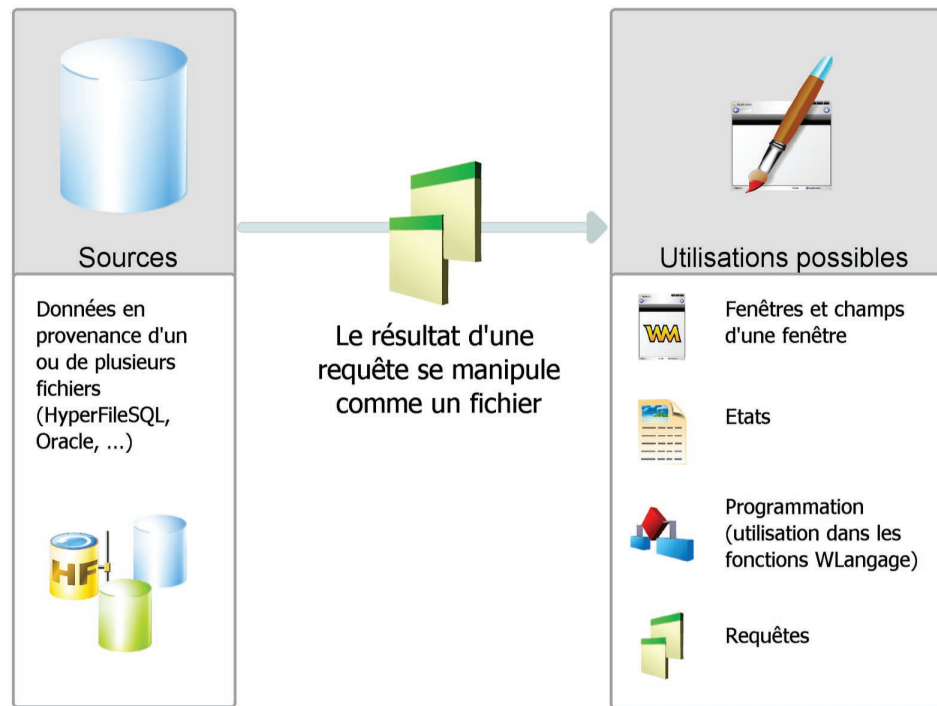 Sources
Données en
provenance d'un
ou de plusieurs
fichiers
(HyperFileSQL,
Oracle, ...)
HF
Le résultat d'une
requête se manipule
comme un fichier
Utilisations possibles
WM
Fenêtres et champs
d'une fenêtre
Etats
Programmation
(utilisation dans les
fonctions WLangage)
Requêtes